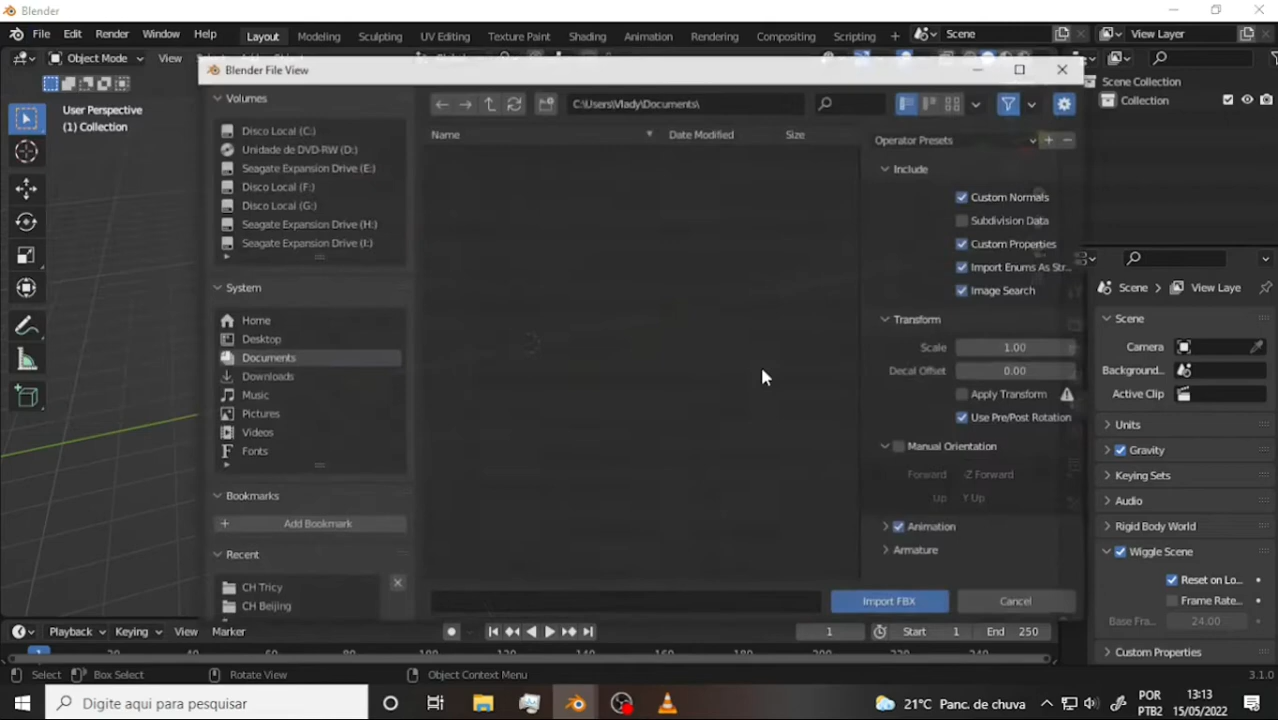 Blender
File Edit Render Window Help Layout Modeling Sculpting UV Editing Texture Paint Shading Animation Rendering Compositing Scripting + Scene View Layer
Object Mode View
Blender File View
User Perspective
(1) Collection
Volumes
Disco Local (C:)
Unidade de DVD-RW (D:)
Seagate Expansion Drive (E:)
Disco Local (F:)
Disco Local (G:)
Seagate Expansion Drive (H:)
Seagate Expansion Drive (I:)
System
Home
Desktop
Documents
Downloads
Music
Pictures
Videos
Fonts
Bookmarks
Add Bookmark
Recent
CH Tricy
CH Beijing
C:\Users\Vlady\Documents\
Name Date Modified Size
Import FBX Cancel
Operator Presets
Include
Custom Normals
Subdivision Data
Custom Properties
Import Enums As Str...
Image Search
Transform
Scale 1.00
Decal Offset 0.00
Apply Transform
Use Pre/Post Rotation
Manual Orientation
Forward -Z Forward
Up Y Up
Animation
Armature
Scene Collection
Collection
Scene > View Laye
Scene
Camera
Background...
Active Clip
Units
Gravity
Keying Sets
Audio
Rigid Body World
Wiggle Scene
Reset on Lo...
Frame Rate...
Base Fra... 24.00
Custom Properties
Playback Keying View Marker 1 Start 1 End 250
1
Select Box Select Rotate View Object Context Menu 3.1.0
Digite aqui para pesquisar 21°C Panc. de chuva POR 13:13
PTB2 15/05/2022